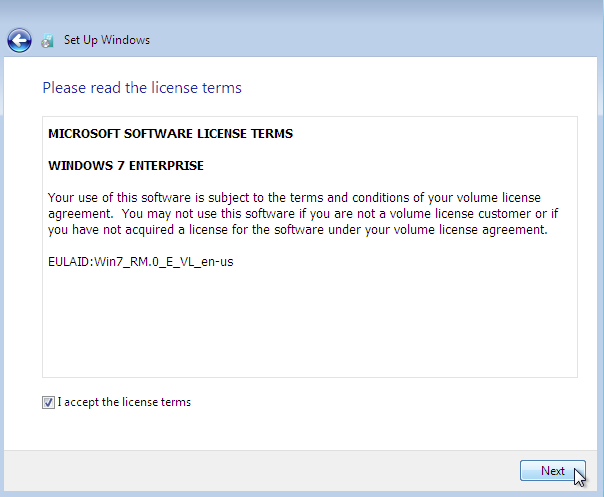 Set Up Windows
Please read the license terms
MICROSOFT SOFTWARE LICENSE TERMS
WINDOWS 7 ENTERPRISE
Your use of this software is subject to the terms and conditions of your volume license
agreement.  You may not use this software if you are not a volume license customer or if
you have not acquired a license for the software under your volume license agreement.
EULAID:Win7_RM.0_E_VL_en-us
I accept the license terms
Next